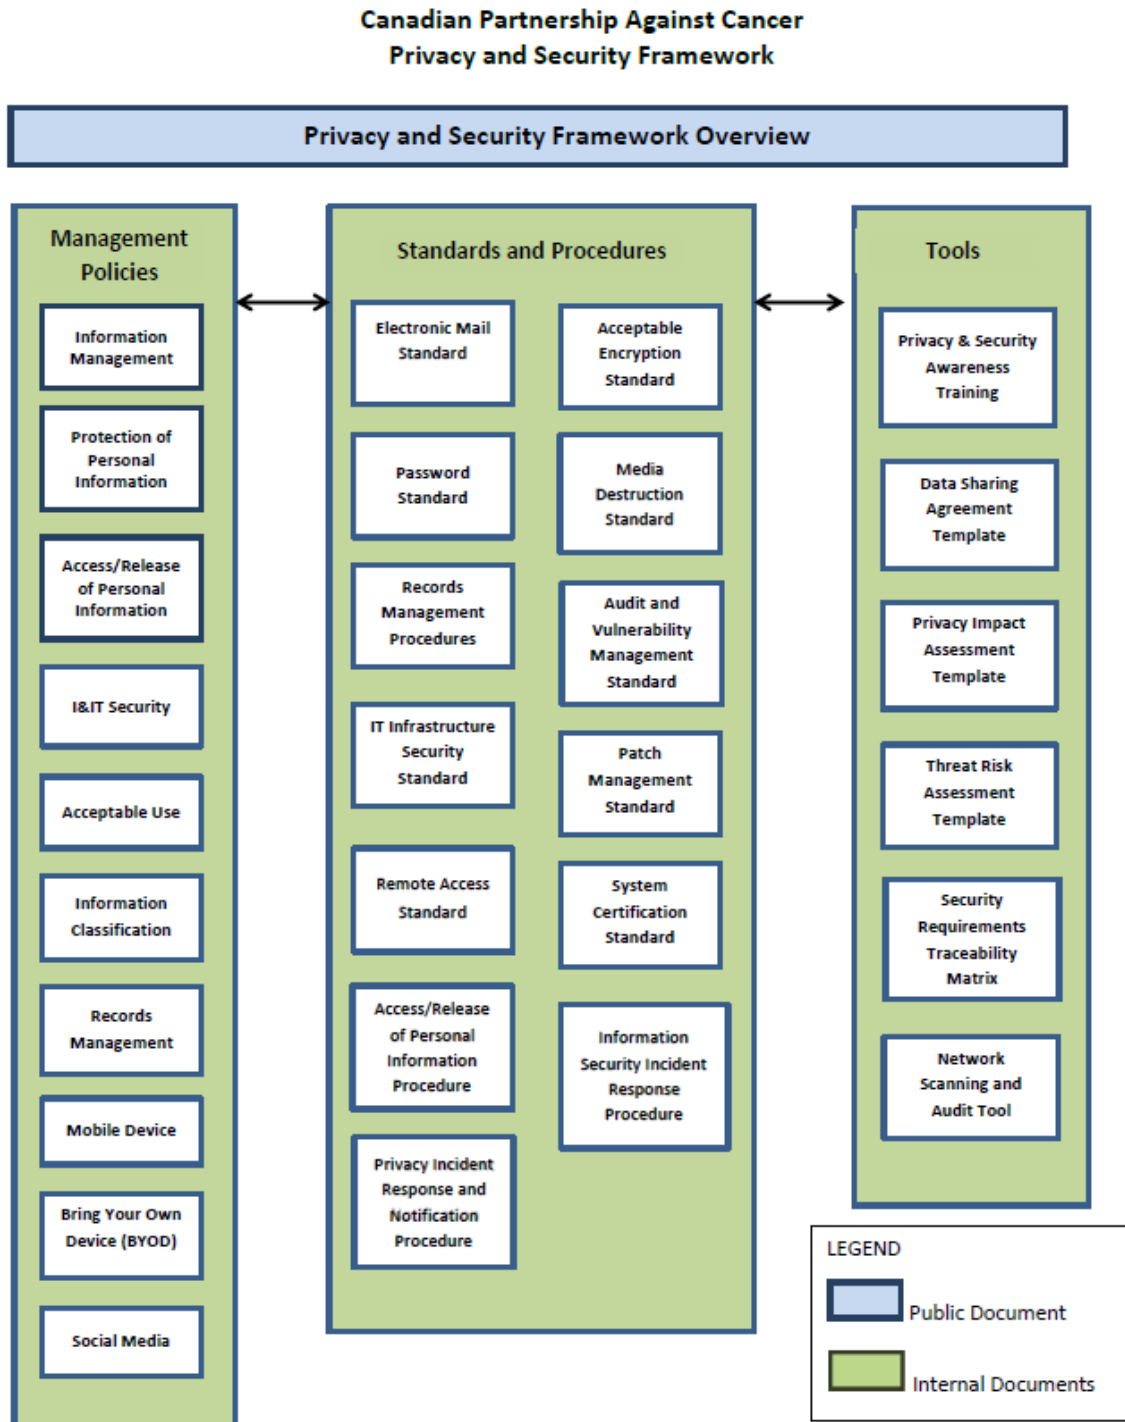 Canadian Partnership Against Cancer
Privacy and Security Framework
Privacy and Security Framework Overview
Management
Policies
Information
Management
Protection of
Personal
Information
Access/Release
of Personal
Information
I&IT Security
Acceptable Use
Information
Classification
Records
Management
Mobile Device
Bring Your Own
Device (BYOD)
Social Media
Standards and Procedures
Electronic Mail
Standard
Password
Standard
Records
Management
Procedures
IT Infrastructure
Security
Standard
Remote Access
Standard
Access/Release
of Personal
Information
Procedure
Privacy Incident
Response and
Notification
Procedure
Acceptable
Encryption
Standard
Media
Destruction
Standard
Audit and
Vulnerability
Management
Standard
Patch
Management
Standard
System
Certification
Standard
Information
Security Incident
Response
Procedure
Tools
Privacy & Security
Awareness
Training
Data Sharing
Agreement
Template
Privacy Impact
Assessment
Template
Threat Risk
Assessment
Template
Security
Requirements
Traceability
Matrix
Network
Scanning and
Audit Tool
LEGEND
Public Document
Internal Documents